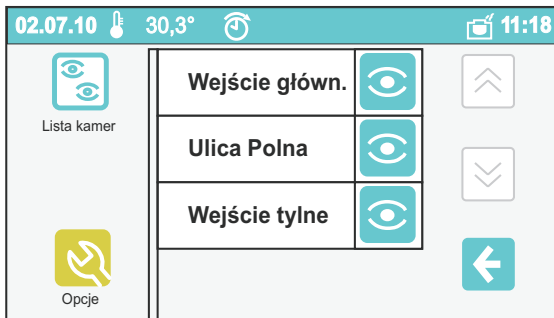 02.07.10 30,3° 11:18
Lista kamer
Wejście główn.
Ulica Polna
Wejście tylne
Opcje